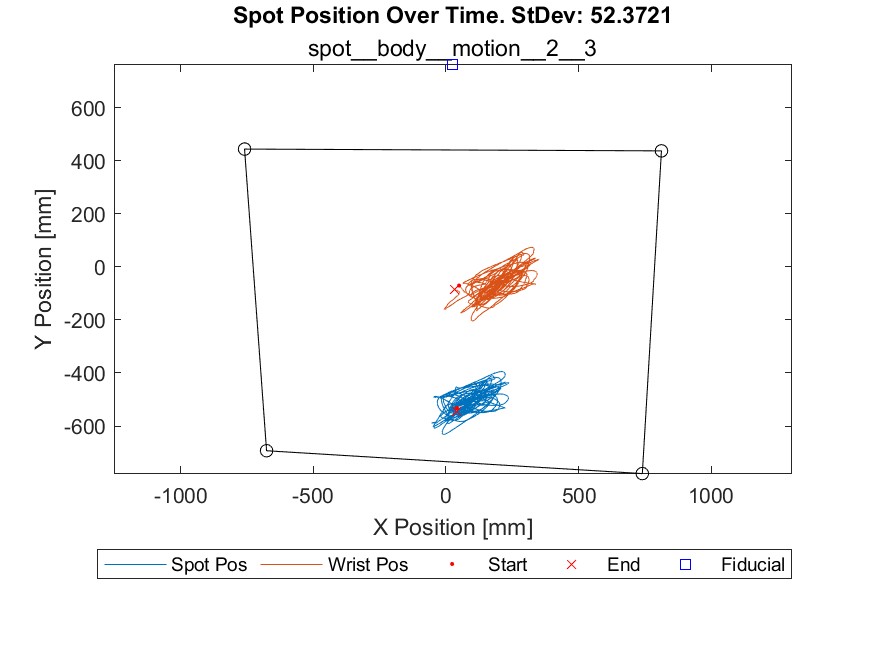 Spot Position Over Time. StDev: 52.3721
spot__body__motion__2__3
600
400
200
0
-200
-400
-600
Y Position [mm]
-1000 -500 0 500 1000
X Position [mm]
Spot Pos Wrist Pos Start End Fiducial